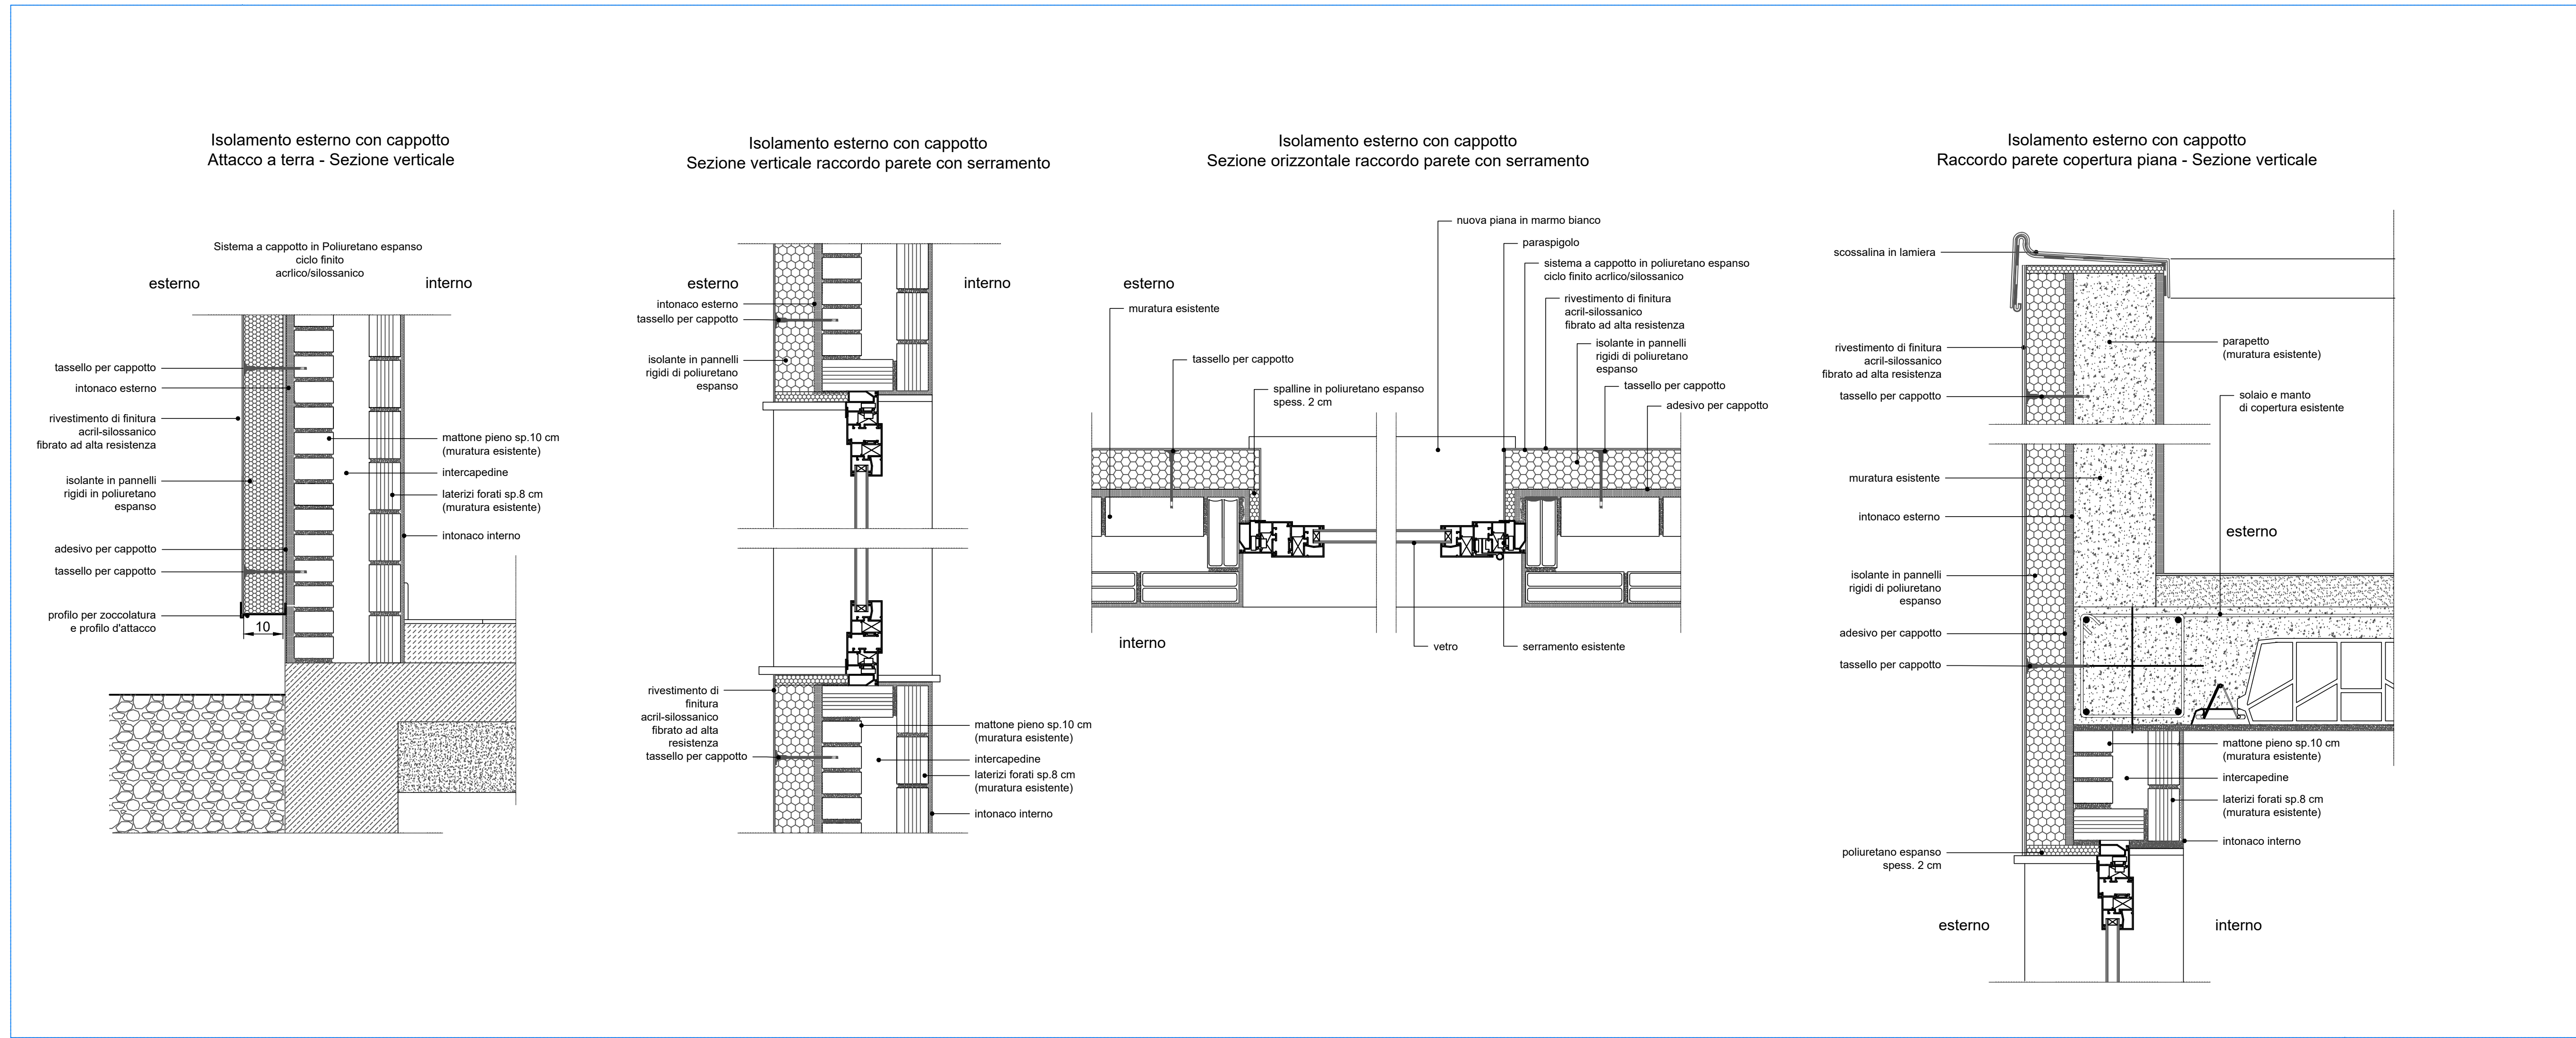 Isolamento esterno con cappotto
Attacco a terra - Sezione verticale
Sistema a cappotto in Poliuretano espanso
ciclo finito
acrlico/silossanico
esterno
interno
tassello per cappotto
intonaco esterno
rivestimento di finitura
acril-silossanico
fibrato ad alta resistenza
isolante in pannelli
rigidi in poliuretano
espanso
adesivo per cappotto
tassello per cappotto
profilo per zoccolatura
e profilo d'attacco
10
mattone pieno sp.10 cm
(muratura esistente)
intercapedine
laterizi forati sp.8 cm
(muratura esistente)
intonaco interno
Isolamento esterno con cappotto
Sezione verticale raccordo parete con serramento
esterno
interno
intonaco esterno
tassello per cappotto
isolante in pannelli
rigidi di poliuretano
espanso
rivestimento di
finitura
acril-silossanico
fibrato ad alta
resistenza
tassello per cappotto
mattone pieno sp.10 cm
(muratura esistente)
intercapedine
laterizi forati sp.8 cm
(muratura esistente)
intonaco interno
Isolamento esterno con cappotto
Sezione orizzontale raccordo parete con serramento
nuova piana in marmo bianco
paraspigolo
sistema a cappotto in poliuretano espanso
ciclo finito acrlico/silossanico
esterno
rivestimento di finitura
acril-silossanico
fibrato ad alta resistenza
muratura esistente
isolante in pannelli
rigidi di poliuretano
espanso
tassello per cappotto
tassello per cappotto
spalline in poliuretano espanso
spess. 2 cm
adesivo per cappotto
interno
vetro
serramento esistente
Isolamento esterno con cappotto
Raccordo parete copertura piana - Sezione verticale
scossalina in lamiera
rivestimento di finitura
acril-silossanico
fibrato ad alta resistenza
tassello per cappotto
muratura esistente
intonaco esterno
isolante in pannelli
rigidi di poliuretano
espanso
adesivo per cappotto
tassello per cappotto
poliuretano espanso
spess. 2 cm
parapetto
(muratura esistente)
solaio e manto
di copertura esistente
esterno
mattone pieno sp.10 cm
(muratura esistente)
intercapedine
laterizi forati sp.8 cm
(muratura esistente)
intonaco interno
esterno
interno